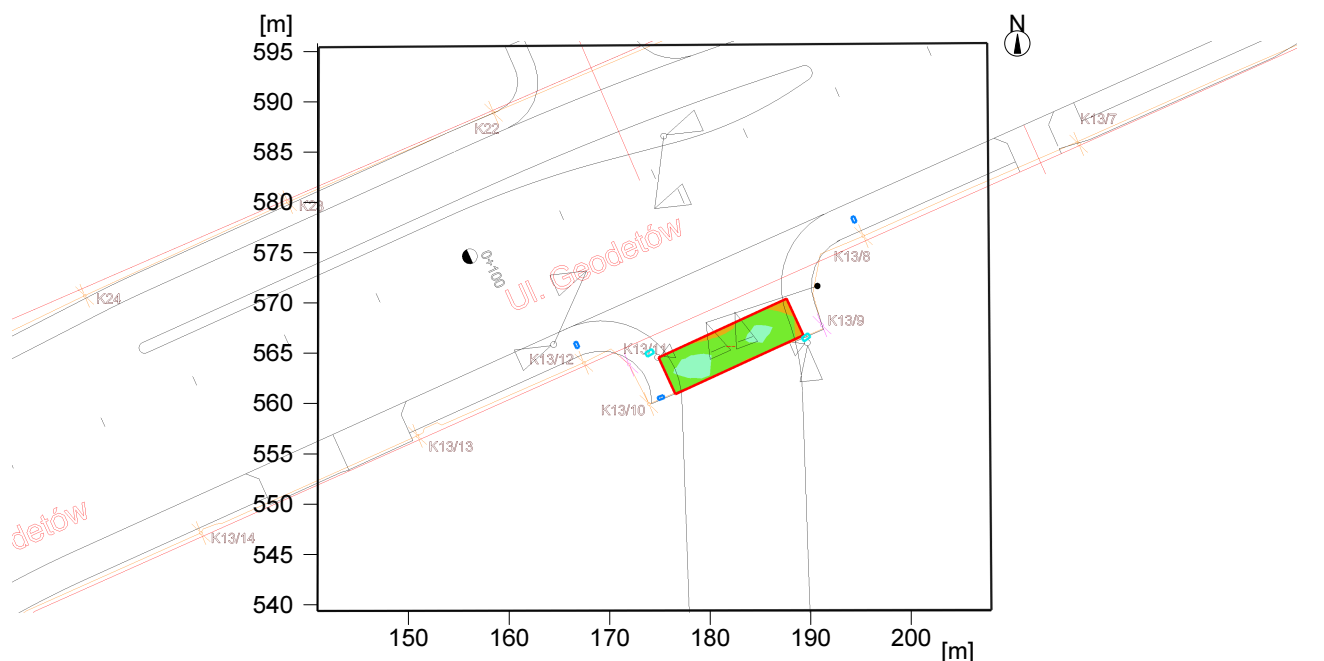 [m]
N
595
590
585
580
575
570
565
560
555
550
545
540
K22
K13/7
K23
Ul. Geodetów
K13/8
0+100
K24
K13/9
K13/11
K13/12
K13/10
K13/13
detów
K13/14
150 160 170 180 190 200
[m]